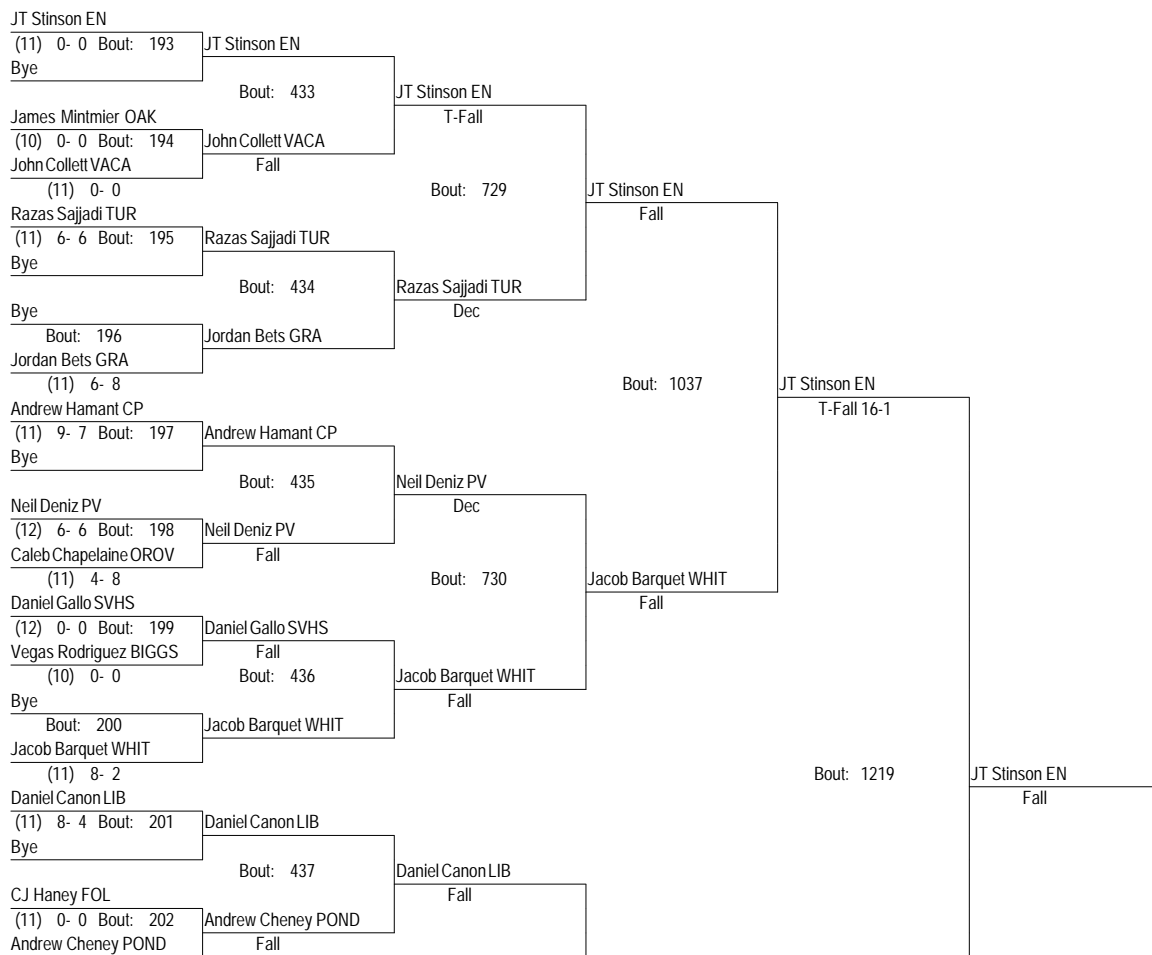 JT Stinson EN
(11) 0- 0 Bout: 193
Bye
JT Stinson EN
Bout: 433
James Mintmier OAK
(10) 0- 0 Bout: 194
John Collett VACA
(11) 0- 0
John Collett VACA
Fall
JT Stinson EN
T-Fall
Bout: 729
Razas Sajjadi TUR
(11) 6- 6 Bout: 195
Bye
Razas Sajjadi TUR
Bout: 434
Bye
Bout: 196
Jordan Bets GRA
(11) 6- 8
Jordan Bets GRA
Razas Sajjadi TUR
Dec
JT Stinson EN
Fall
Bout: 1037
Andrew Hamant CP
(11) 9- 7 Bout: 197
Bye
Andrew Hamant CP
Bout: 435
Neil Deniz PV
(12) 6- 6 Bout: 198
Caleb Chapelaine OROV
(11) 4- 8
Neil Deniz PV
Fall
Neil Deniz PV
Dec
Bout: 730
Daniel Gallo SVHS
(12) 0- 0 Bout: 199
Vegas Rodriguez BIGGS
(10) 0- 0
Daniel Gallo SVHS
Fall
Bout: 436
Bye
Bout: 200
Jacob Barquet WHIT
(11) 8- 2
Jacob Barquet WHIT
Jacob Barquet WHIT
Fall
Jacob Barquet WHIT
Fall
JT Stinson EN
T-Fall 16-1
Bout: 1219
JT Stinson EN
Fall
Daniel Canon LIB
(11) 8- 4 Bout: 201
Bye
Daniel Canon LIB
Bout: 437
CJ Haney FOL
(11) 0- 0 Bout: 202
Andrew Cheney POND
Andrew Cheney POND
Fall
Daniel Canon LIB
Fall